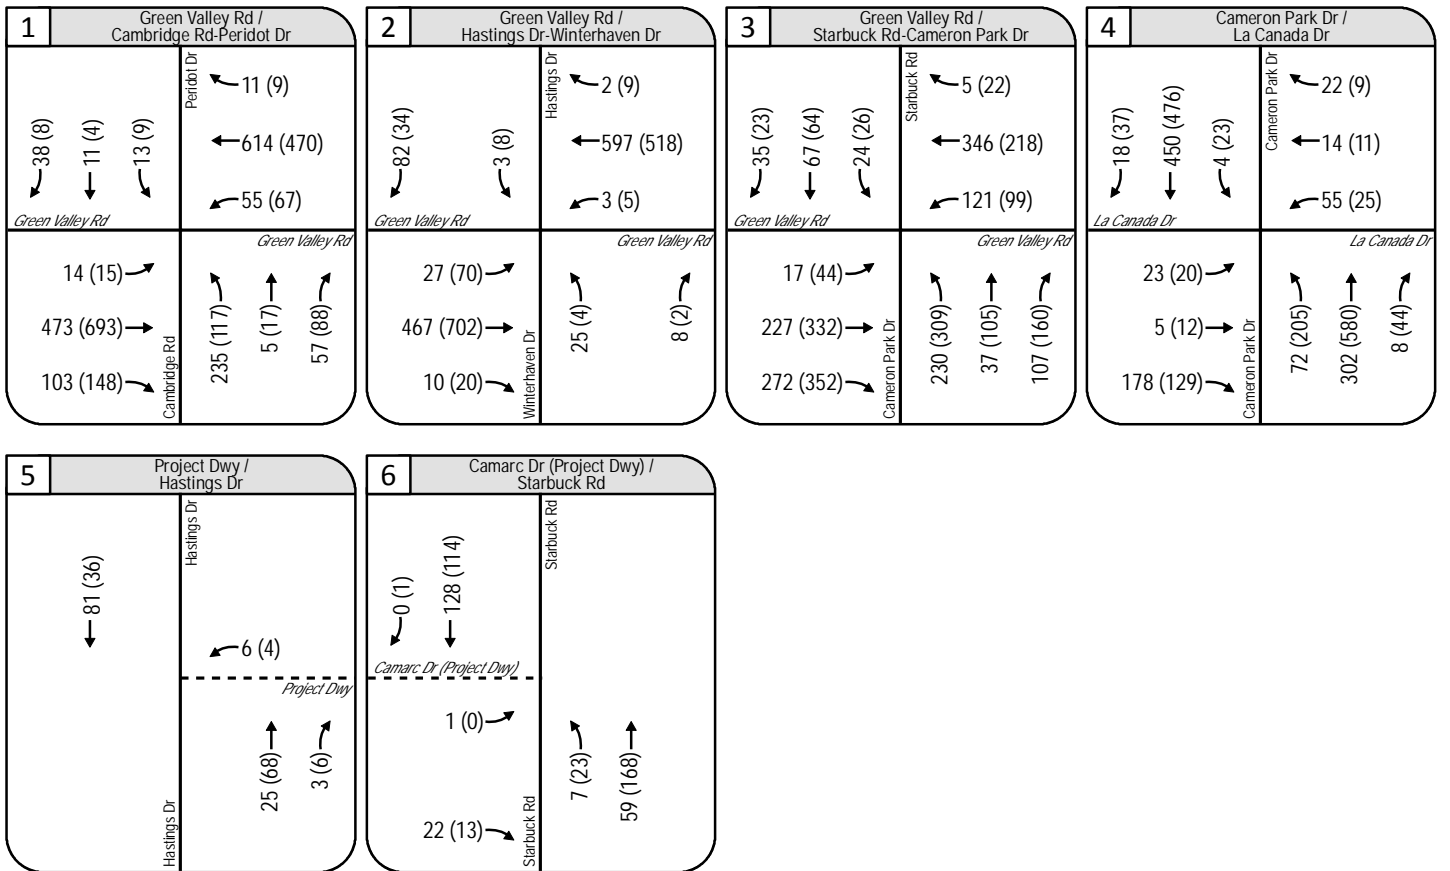 1
Green Valley Rd /
Cambridge Rd-Peridot Dr
Peridot Dr
11 (9)
614 (470)
55 (67)
38 (8)
11 (4)
13 (9)
Green Valley Rd
Green Valley Rd
14 (15)
473 (693)
103 (148)
Cambridge Rd
235 (117)
5 (17)
57 (88)
2
Green Valley Rd /
Hastings Dr-Winterhaven Dr
Hastings Dr
2 (9)
597 (518)
3 (5)
82 (34)
3 (8)
Green Valley Rd
Green Valley Rd
27 (70)
467 (702)
10 (20)
Winterhaven Dr
25 (4)
8 (2)
3
Green Valley Rd /
Starbuck Rd-Cameron Park Dr
Starbuck Rd
5 (22)
346 (218)
121 (99)
35 (23)
67 (64)
24 (26)
Green Valley Rd
Green Valley Rd
17 (44)
227 (332)
272 (352)
Cameron Park Dr
230 (309)
37 (105)
107 (160)
4
Cameron Park Dr /
La Canada Dr
Cameron Park Dr
22 (9)
14 (11)
55 (25)
18 (37)
450 (476)
4 (23)
La Canada Dr
La Canada Dr
23 (20)
5 (12)
178 (129)
Cameron Park Dr
72 (205)
302 (580)
8 (44)
5
Project Dwy /
Hastings Dr
Hastings Dr
81 (36)
6 (4)
Project Dwy
25 (68)
3 (6)
Hastings Dr
6
Camarc Dr (Project Dwy) /
Starbuck Rd
Starbuck Rd
0 (1)
128 (114)
Camarc Dr (Project Dwy)
1 (0)
22 (13)
Starbuck Rd
7 (23)
59 (168)